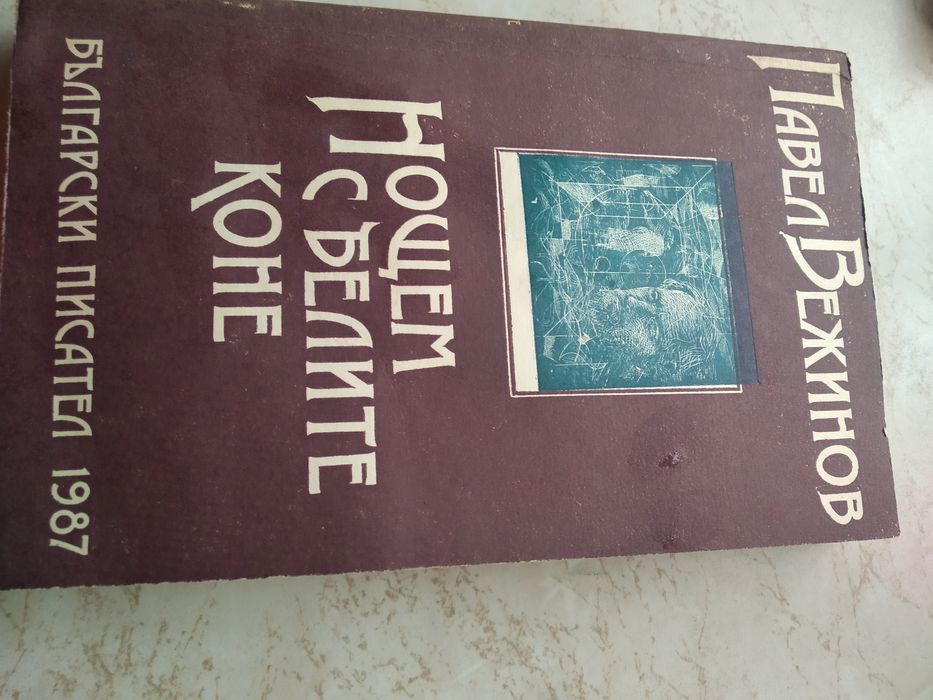 ПАВЕЛ ВЕЖИНОВ
НОЩЕМ
С БЕЛИТЕ
КОНЕ
БЪЛГАРСКИ ПИСАТЕЛ 1987